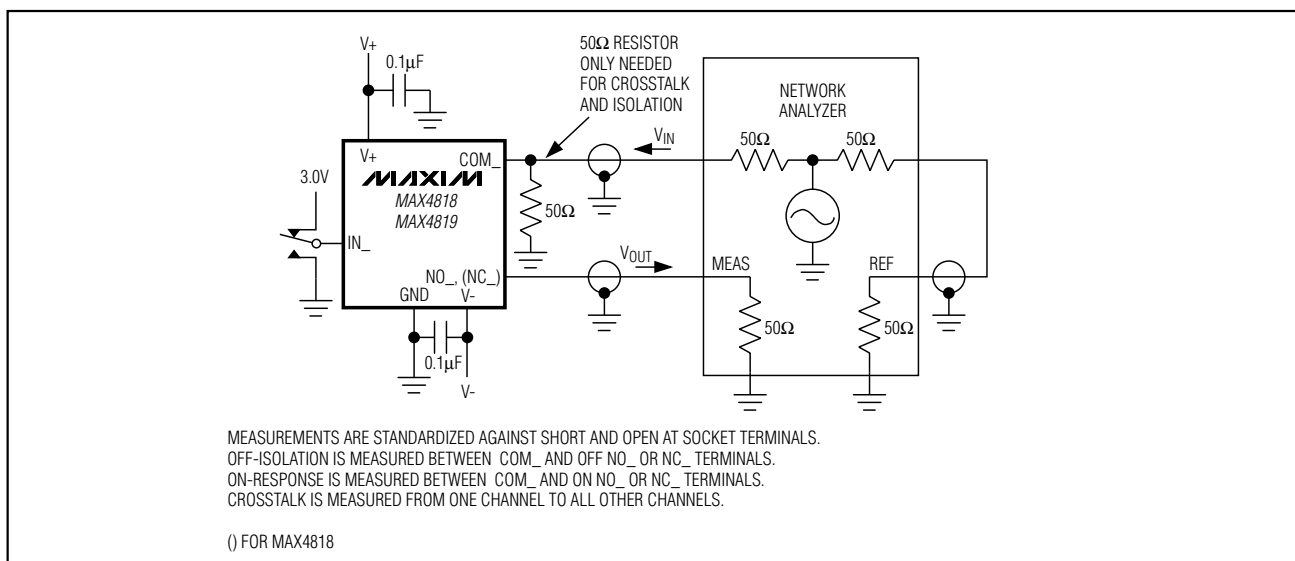 V+
0.1μF
50Ω RESISTOR
ONLY NEEDED
FOR CROSSTALK
AND ISOLATION
NETWORK
ANALYZER
VIN
50Ω
50Ω
V+
COM_
MAXIM
MAX4818
MAX4819
3.0V
50Ω
IN_
VOUT
MEAS
REF
NO_, (NC_)
GND
V-
50Ω
50Ω
0.1μF
V-
MEASUREMENTS ARE STANDARDIZED AGAINST SHORT AND OPEN AT SOCKET TERMINALS.
OFF-ISOLATION IS MEASURED BETWEEN COM_ AND OFF NO_ OR NC_ TERMINALS.
ON-RESPONSE IS MEASURED BETWEEN COM_ AND ON NO_ OR NC_ TERMINALS.
CROSSTALK IS MEASURED FROM ONE CHANNEL TO ALL OTHER CHANNELS.
() FOR MAX4818